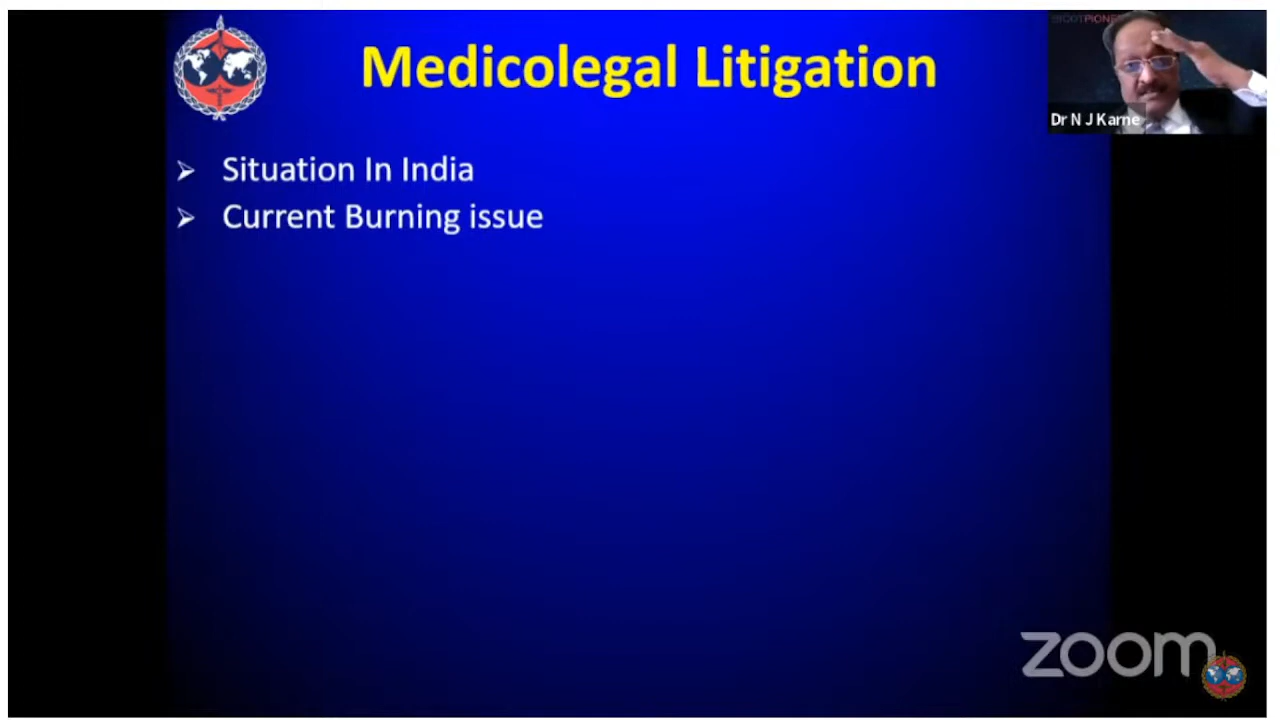 Medicolegal Litigation
Dr N J Karne
➢ Situation In India
➢ Current Burning issue
zoom